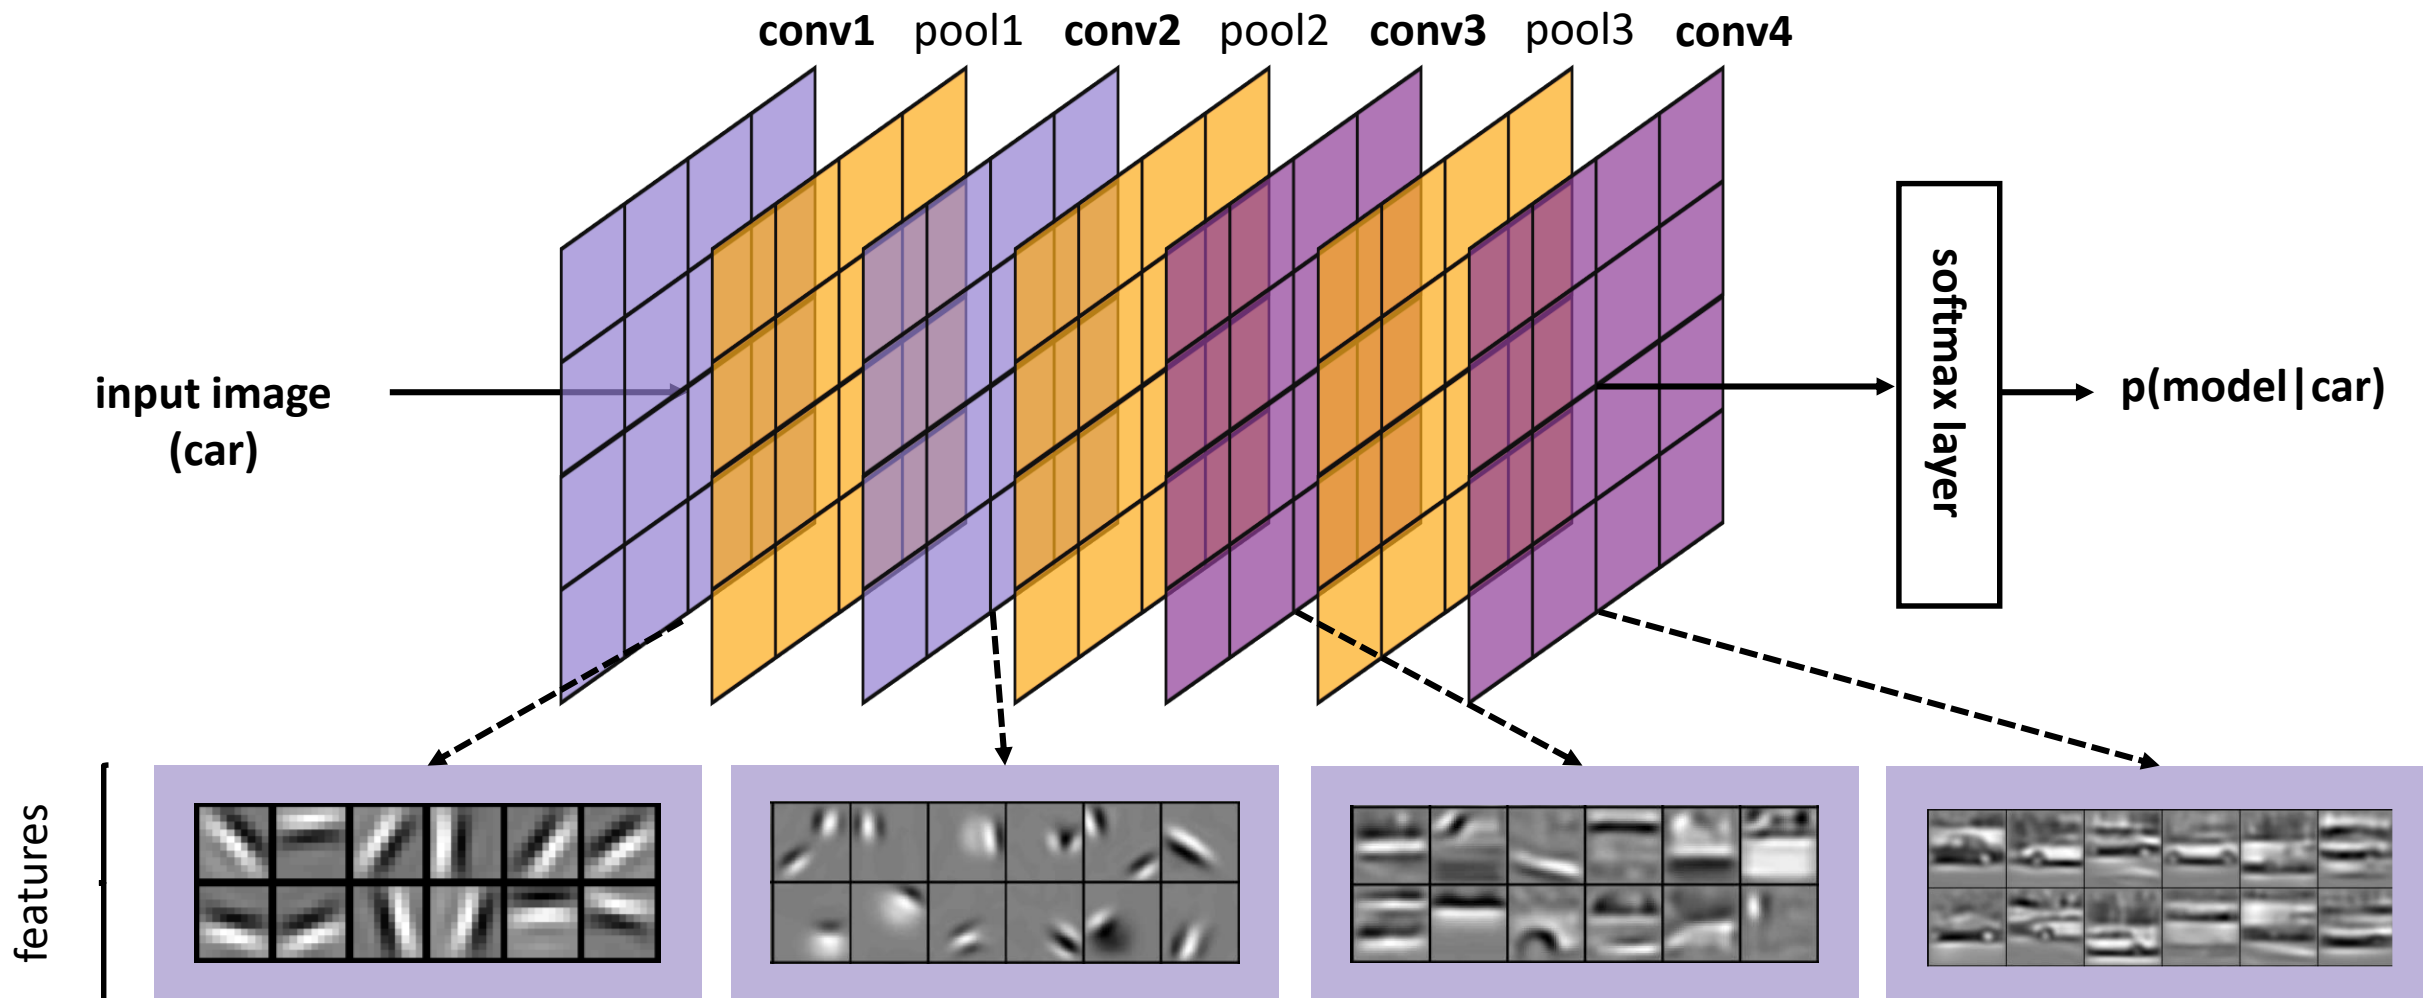 conv1 pool1 conv2 pool2 conv3 pool3 conv4
input image
(car)
softmax layer
p(model|car)
features